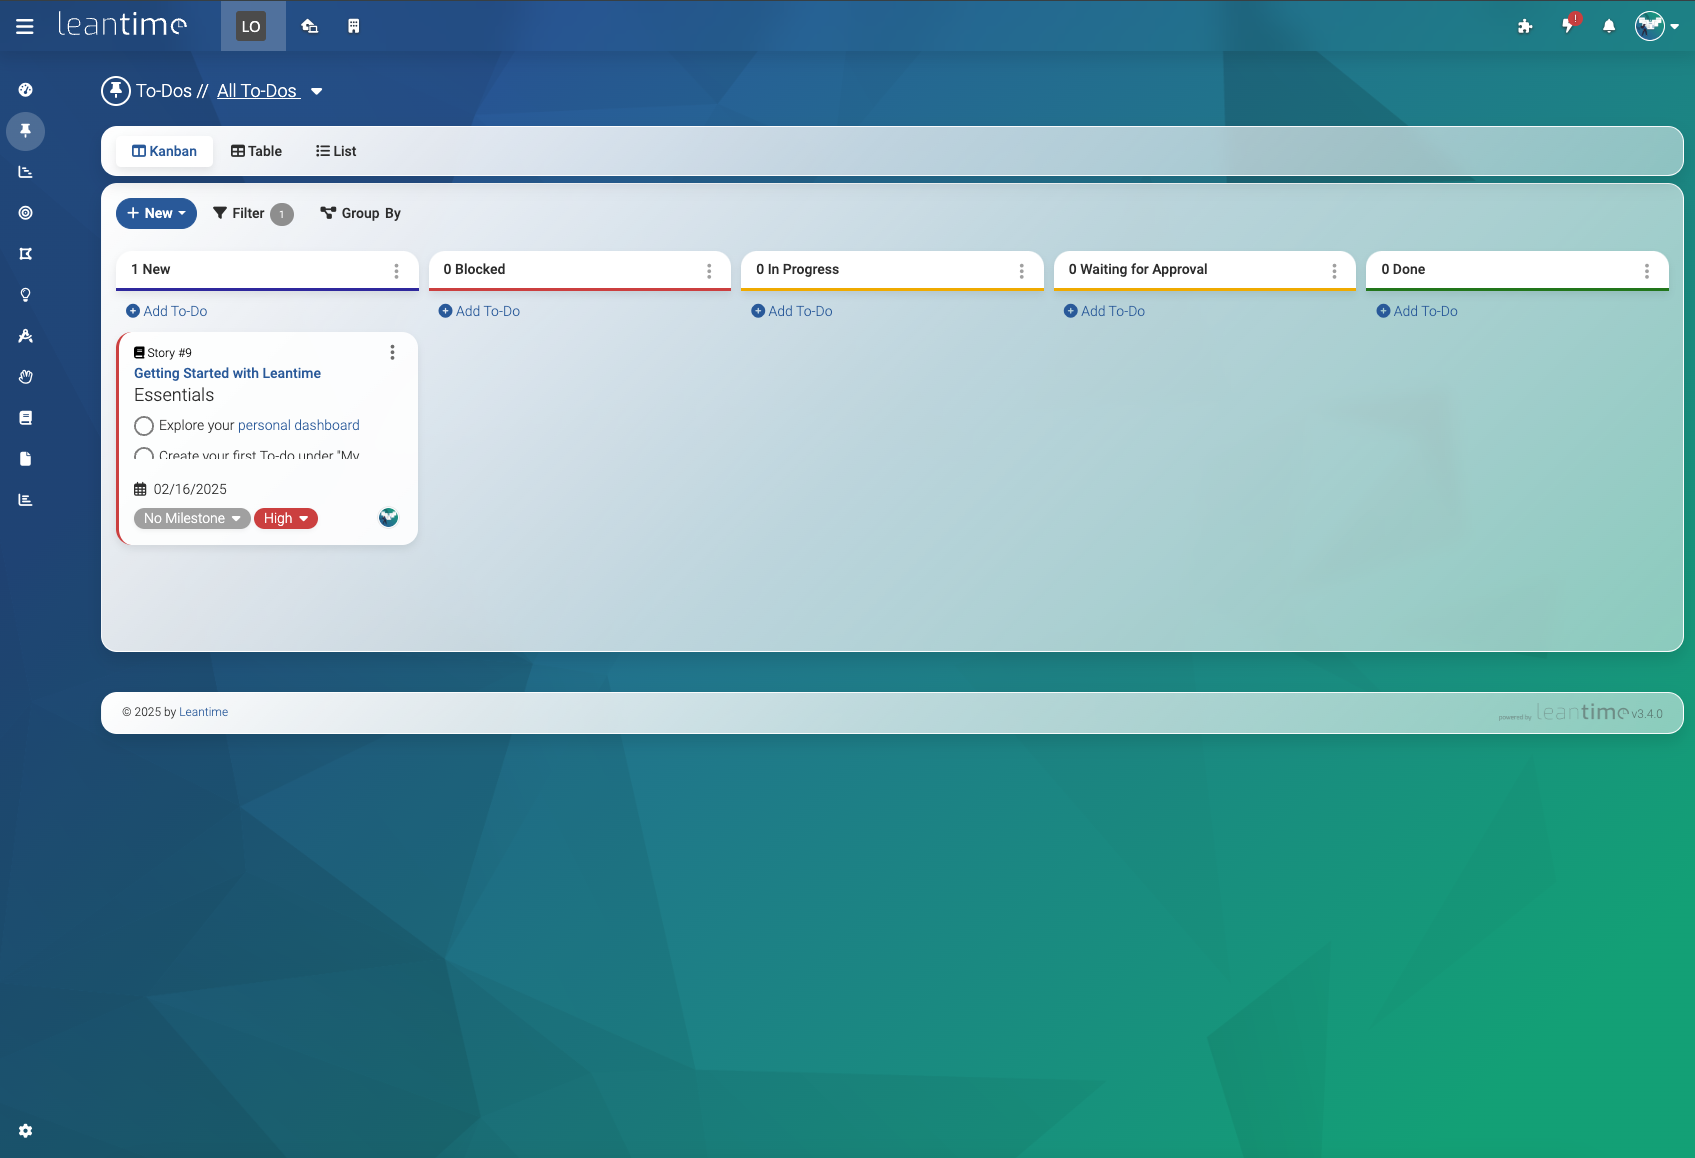 leantime
LO
!
To-Dos // All To-Dos
Kanban
Table
List
+ New
Filter 1
Group By
1 New
0 Blocked
0 In Progress
0 Waiting for Approval
0 Done
Add To-Do
Add To-Do
Add To-Do
Add To-Do
Add To-Do
Story #9
Getting Started with Leantime
Essentials
Explore your personal dashboard
Create your first To-do under "My
02/16/2025
No Milestone
High
© 2025 by Leantime
powered by leantime v3.4.0